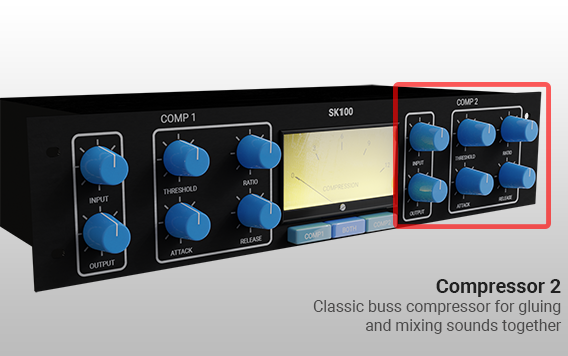 SK100
COMP 1
INPUT
OUTPUT
THRESHOLD
RATIO
ATTACK
RELEASE
COMPRESSION
COMP1
BOTH
COMP2
COMP 2
INPUT
OUTPUT
THRESHOLD
RATIO
ATTACK
RELEASE
Compressor 2
Classic buss compressor for gluing
and mixing sounds together